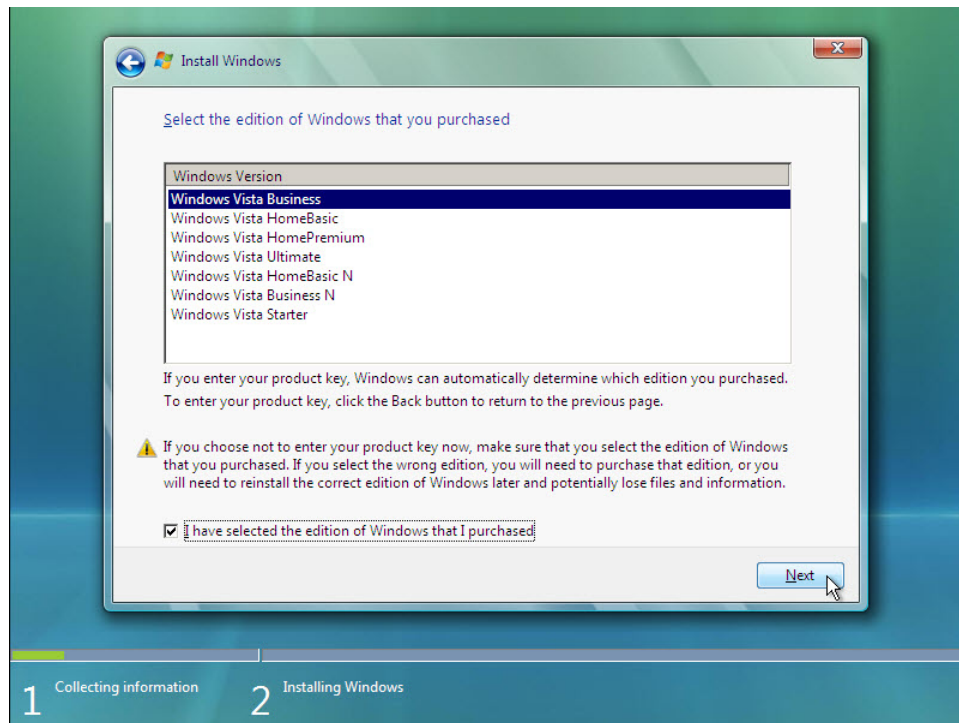 Install Windows
Select the edition of Windows that you purchased
Windows Version
Windows Vista Business
Windows Vista HomeBasic
Windows Vista HomePremium
Windows Vista Ultimate
Windows Vista HomeBasic N
Windows Vista Business N
Windows Vista Starter
If you enter your product key, Windows can automatically determine which edition you purchased.
To enter your product key, click the Back button to return to the previous page.
If you choose not to enter your product key now, make sure that you select the edition of Windows
that you purchased. If you select the wrong edition, you will need to purchase that edition, or you
will need to reinstall the correct edition of Windows later and potentially lose files and information.
I have selected the edition of Windows that I purchased
Next
1 Collecting information 2 Installing Windows